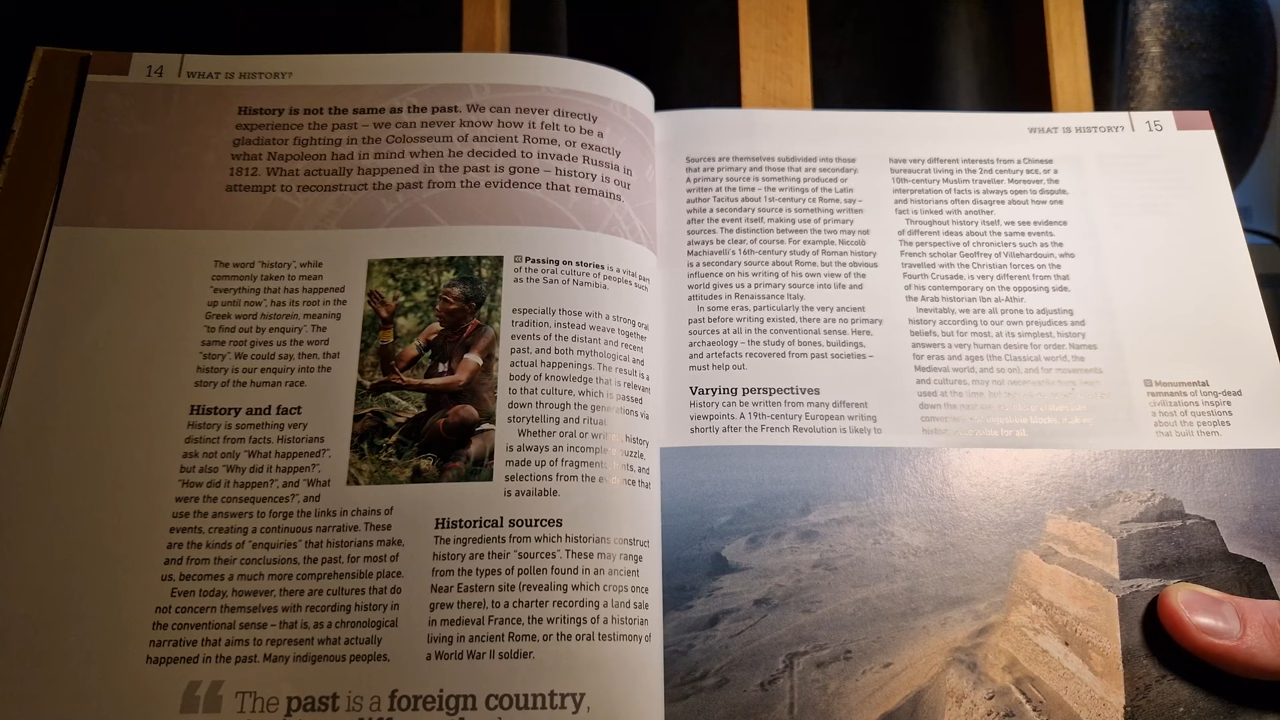 14
WHAT IS HISTORY?
History is not the same as the past. We can never directly
experience the past – we can never know how it felt to be a
gladiator fighting in the Colosseum of ancient Rome, or exactly
what Napoleon had in mind when he decided to invade Russia in
1812. What actually happened in the past is gone – history is our
attempt to reconstruct the past from the evidence that remains.
The word “history”, while
commonly taken to mean
“everything that has happened
up until now”, has its root in the
Greek word historein, meaning
“to find out by enquiry”. The
same root gives us the word
“story”. We could say, then, that
history is our enquiry into the
story of the human race.
History and fact
History is something very
distinct from facts. Historians
ask not only “What happened?”,
but also “Why did it happen?”,
“How did it happen?”, and “What
were the consequences?”, and
use the answers to forge the links in chains of
events, creating a continuous narrative. These
are the kinds of “enquiries” that historians make,
and from their conclusions, the past, for most of
us, becomes a much more comprehensible place.
Even today, however, there are cultures that do
not concern themselves with recording history in
the conventional sense – that is, as a chronological
narrative that aims to represent what actually
happened in the past. Many indigenous peoples,
Passing on stories is a vital part
of the oral culture of peoples such
as the San of Namibia.
especially those with a strong oral
tradition, instead weave together
events of the distant and recent
past, and both mythological and
actual happenings. The result is a
body of knowledge that is relevant
to that culture, which is passed
down through the generations via
storytelling and ritual.
Whether oral or written, history
is always an incomplete puzzle,
made up of fragments, hints, and
selections from the evidence that
is available.
Historical sources
The ingredients from which historians construct
history are their “sources”. These may range
from the types of pollen found in an ancient
Near Eastern site (revealing which crops once
grew there), to a charter recording a land sale
in medieval France, the writings of a historian
living in ancient Rome, or the oral testimony of
a World War II soldier.
“The past is a foreign country,
WHAT IS HISTORY?
15
Sources are themselves subdivided into those
that are primary and those that are secondary.
A primary source is something produced or
written at the time – the writings of the Latin
author Tacitus about 1st-century CE Rome, say –
while a secondary source is something written
after the event itself, making use of primary
sources. The distinction between the two may not
always be clear, of course. For example, Niccolò
Machiavelli's 16th-century study of Roman history
is a secondary source about Rome, but the obvious
influence on his writing of his own view of the
world gives us a primary source into life and
attitudes in Renaissance Italy.
In some eras, particularly the very ancient
past before writing existed, there are no primary
sources at all in the conventional sense. Here,
archaeology – the study of bones, buildings,
and artefacts recovered from past societies –
must help out.
Varying perspectives
History can be written from many different
viewpoints. A 19th-century European writing
shortly after the French Revolution is likely to
have very different interests from a Chinese
bureaucrat living in the 2nd century BCE, or a
10th-century Muslim traveller. Moreover, the
interpretation of facts is always open to dispute,
and historians often disagree about how one
fact is linked with another.
Throughout history itself, we see evidence
of different ideas about the same events.
The perspective of chroniclers such as the
French scholar Geoffrey of Villehardouin, who
travelled with the Christian forces on the
Fourth Crusade, is very different from that
of his contemporary on the opposing side,
the Arab historian Ibn al-Athir.
Inevitably, we are all prone to adjusting
history according to our own prejudices and
beliefs, but for most, at its simplest, history
answers a very human desire for order. Names
for eras and ages (the Classical world, the
Medieval world, and so on), and for movements
and cultures, may not necessarily have been
used at the time, but
down the past
blocks, making
for all.
Monumental
remnants of long-dead
civilizations inspire
a host of questions
about the peoples
that built them.